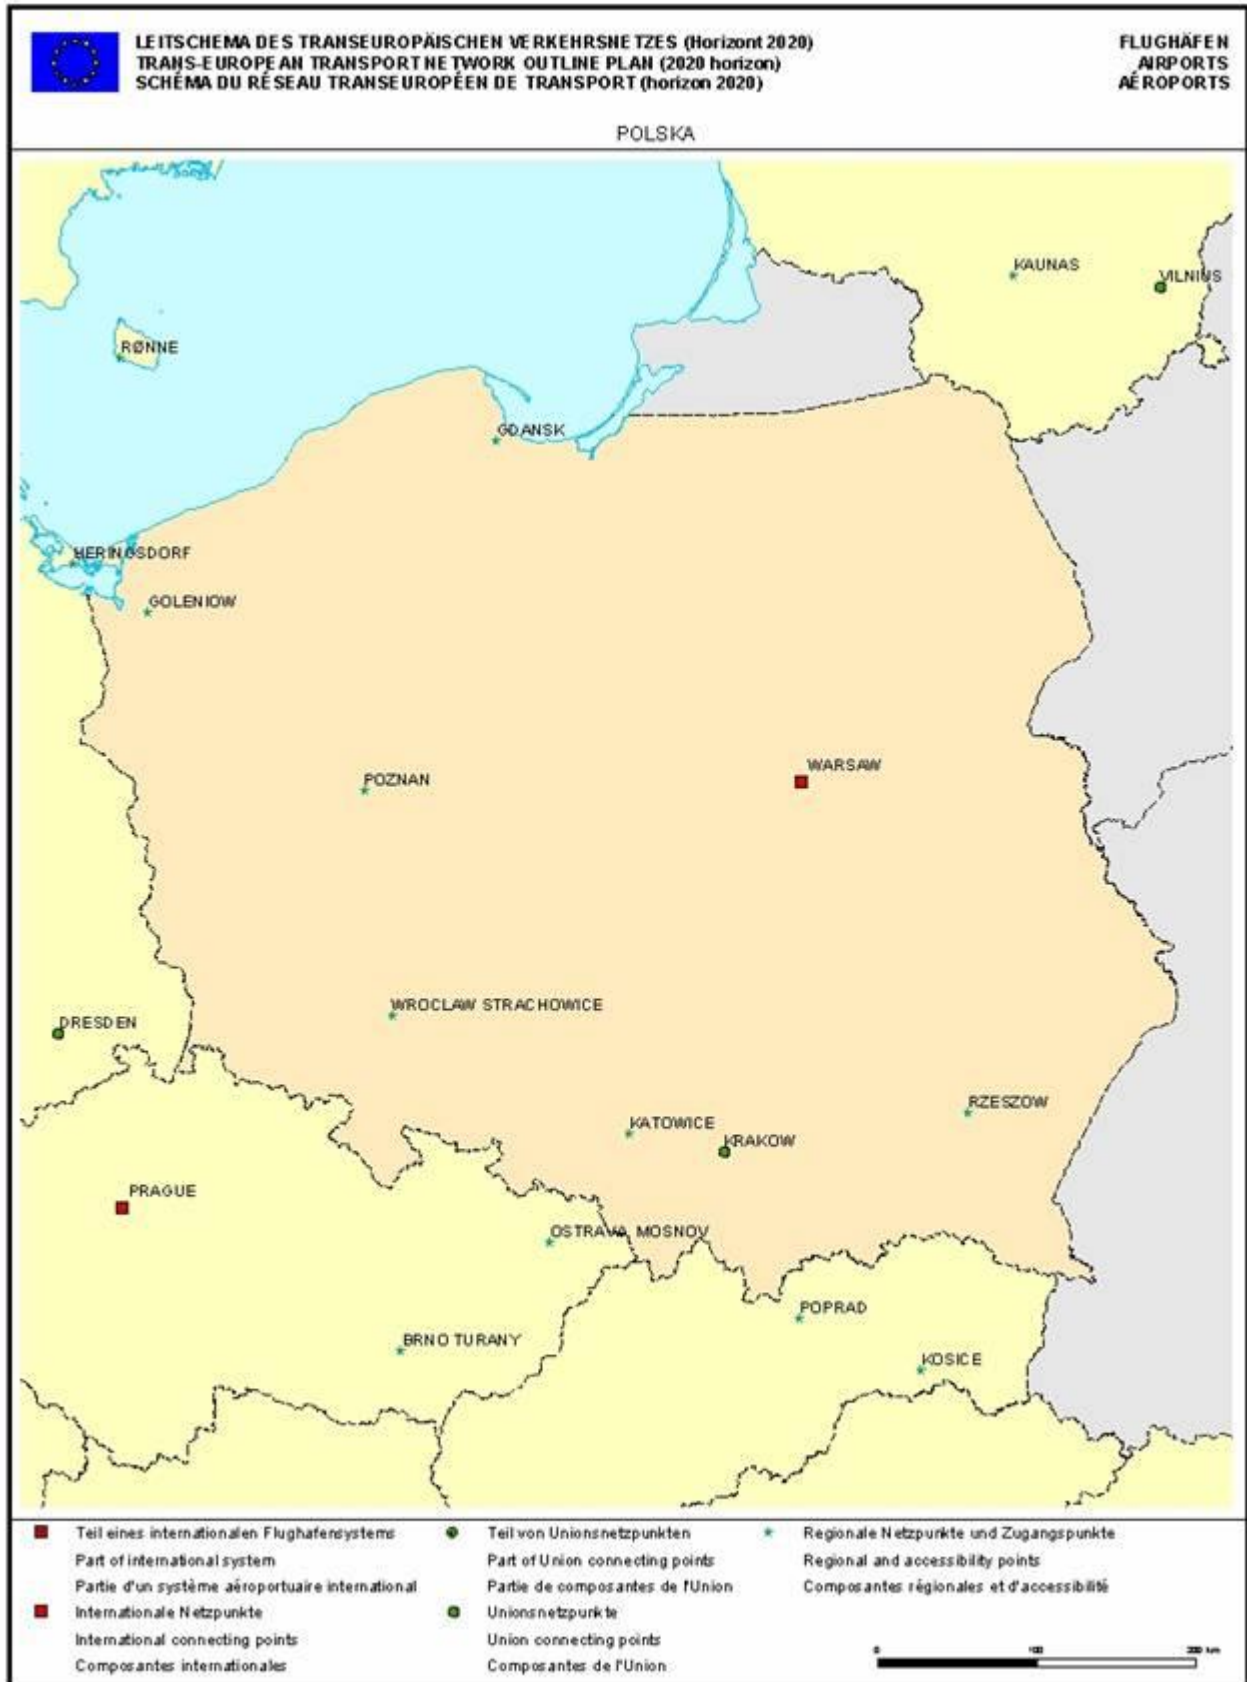 LEITSCHEMA DES TRANSEUROPÄISCHEN VERKEHRSNETZES (Horizont 2020)
TRANS-EUROPEAN TRANSPORT NETWORK OUTLINE PLAN (2020 horizon)
SCHÉMA DU RÉSEAU TRANSEUROPÉEN DE TRANSPORT (horizon 2020)
FLUGHÄFEN
AIRPORTS
AÉROPORTS
POLSKA
KAUNAS
VILNIUS
RØNNE
GDANSK
HERINGSDORF
GOLENIOW
WARSAW
POZNAN
WROCLAW STRACHOWICE
DRESDEN
RZESZOW
KATOWICE
KRAKOW
PRAGUE
OSTRAVA MOSNOV
POPRAD
BRNO TURANY
KOSICE
Teil eines internationalen Flughafensystems
Part of international system
Partie d'un système aéroportuaire international
Internationale Netzpunkte
International connecting points
Composantes internationales
Teil von Unionsnetzpunkten
Part of Union connecting points
Partie de composantes de l'Union
Unionsnetzpunkte
Union connecting points
Composantes de l'Union
Regionale Netzpunkte und Zugangspunkte
Regional and accessibility points
Composantes régionales et d'accessibilité
0 100 200 km